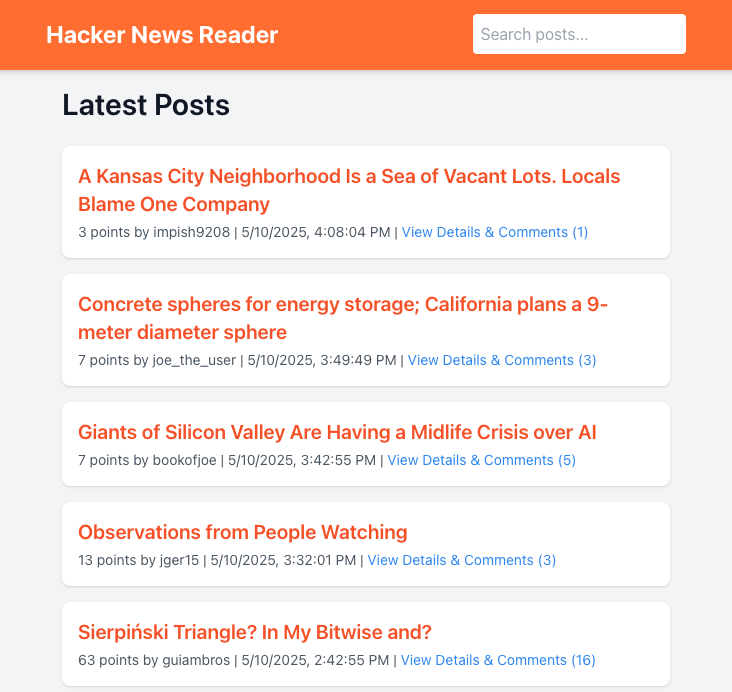 Hacker News Reader
Search posts...
Latest Posts
A Kansas City Neighborhood Is a Sea of Vacant Lots. Locals
Blame One Company
3 points by impish9208 | 5/10/2025, 4:08:04 PM | View Details & Comments (1)
Concrete spheres for energy storage; California plans a 9-
meter diameter sphere
7 points by joe_the_user | 5/10/2025, 3:49:49 PM | View Details & Comments (3)
Giants of Silicon Valley Are Having a Midlife Crisis over AI
7 points by bookofjoe | 5/10/2025, 3:42:55 PM | View Details & Comments (5)
Observations from People Watching
13 points by jger15 | 5/10/2025, 3:32:01 PM | View Details & Comments (3)
Sierpiński Triangle? In My Bitwise and?
63 points by guiambros | 5/10/2025, 2:42:55 PM | View Details & Comments (16)